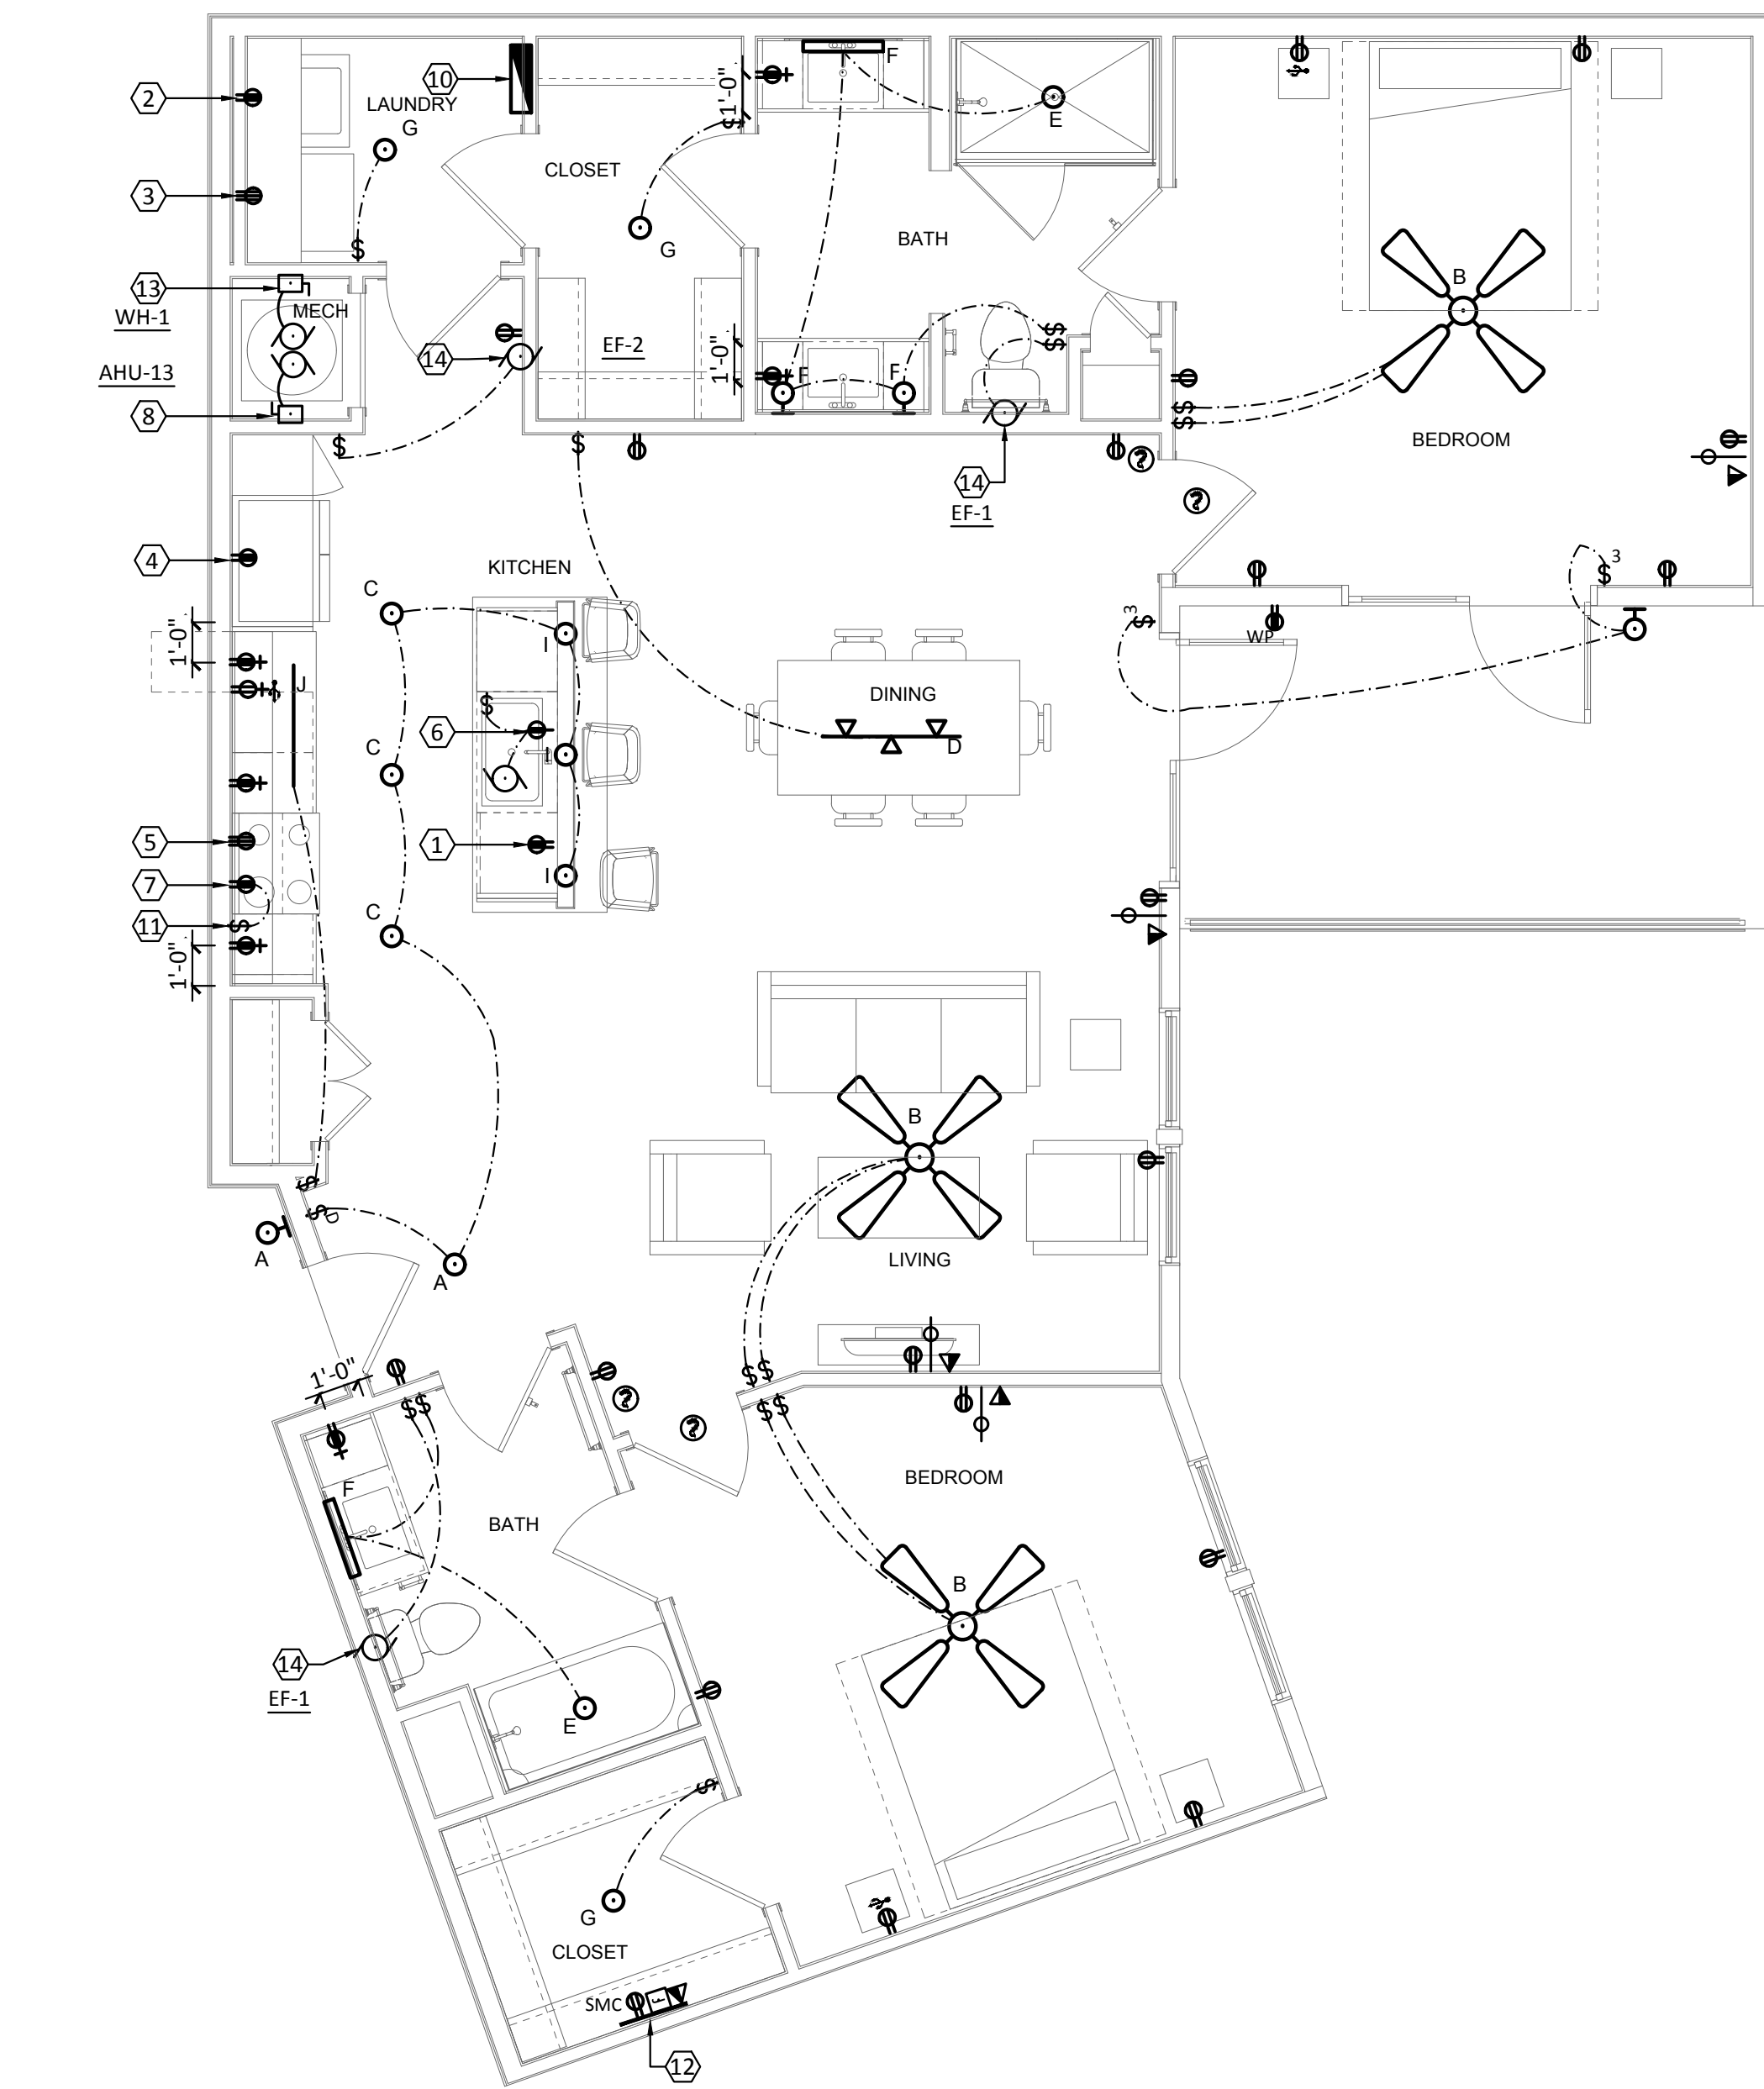 2
10
LAUNDRY
G
3
1'-0"
$
F
E
CLOSET
G
BATH
$
B
13
WH-1
MECH
AHU-13
8
14
EF-2
1'-0"
F
F
$
$
$
$
BEDROOM
$
$
14
EF-1
4
KITCHEN
C
1'-0"
I
3
$
3
$
WP
J
DINING
D
$
6
C
I
5
1
7
I
C
11
$
1'-0"
B
LIVING
$
$
D
A
A
1'-0"
$
$
$
$
$
$
F
BEDROOM
BATH
B
14
EF-1
E
$
G
CLOSET
SMC
F
12